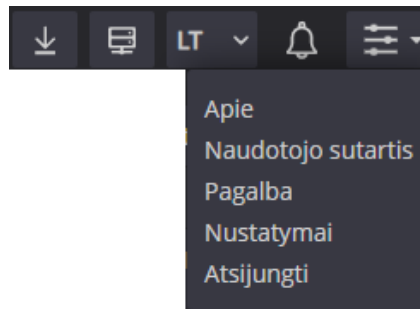 LT
Apie
Naudotojo sutartis
Pagalba
Nustatymai
Atsijungti